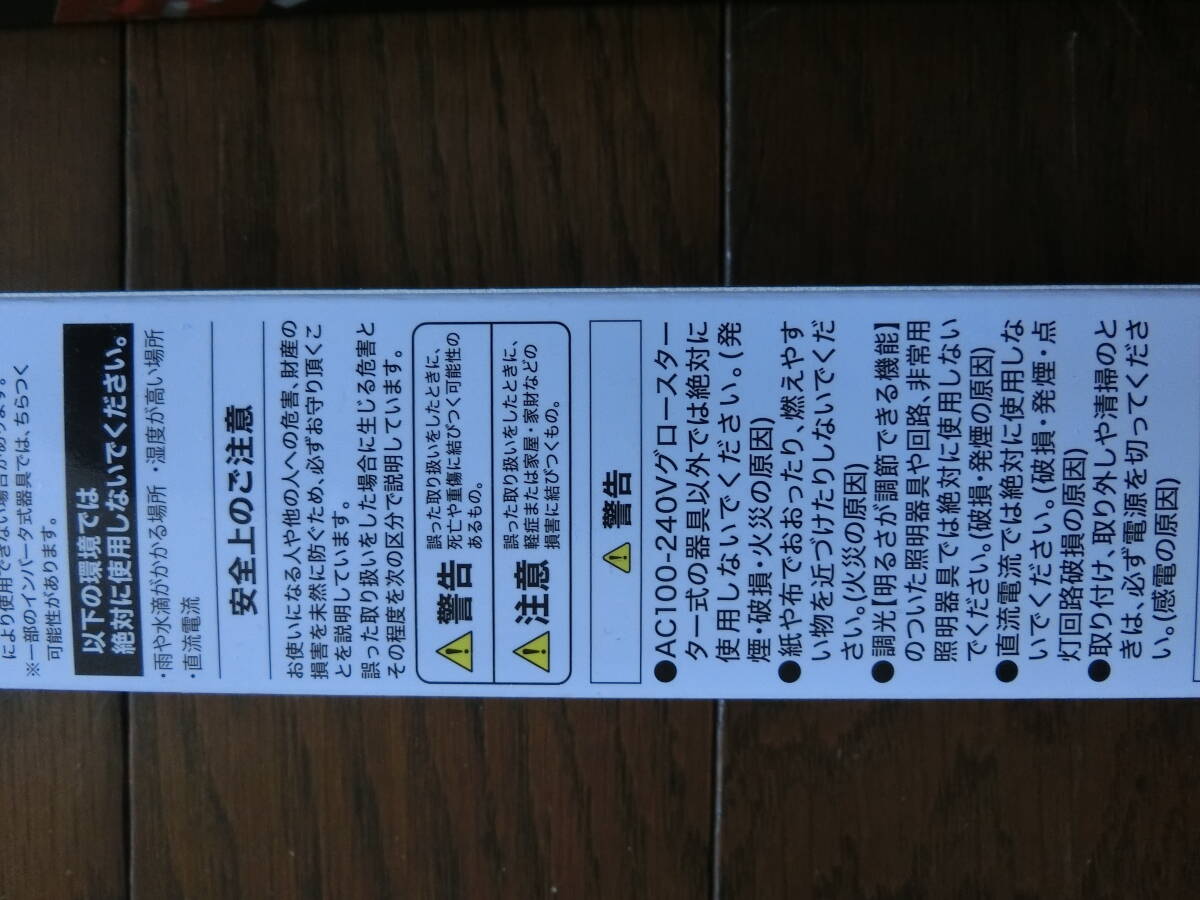 により使用できない場合があります。
※一部のインバータ式器具では、ちらつく
可能性があります。
以下の環境では
絶対に使用しないでください。
・雨や水滴がかかる場所 ・湿度が高い場所
・直流電流
安全上のご注意
お使いになる人や他の人への危害、財産の
損害を未然に防ぐため、必ずお守り頂くこ
とを説明しています。
誤った取り扱いをした場合に生じる危害と
その程度を次の区分で説明しています。
警告
誤った取り扱いをしたときに、
死亡や重傷に結びつく可能性の
あるもの。
注意
誤った取り扱いをしたときに、
軽症または家屋・家財などの
損害に結びつくもの。
警告
●AC100-240Vグロースター
ター式の器具以外では絶対に
使用しないでください。(発
煙・破損・火災の原因)
●紙や布でおおったり、燃えやす
い物を近づけたりしないでくだ
さい。(火災の原因)
●調光【明るさが調節できる機能】
のついた照明器具や回路、非常用
照明器具では絶対に使用しない
でください。(破損・発煙の原因)
●直流電流では絶対に使用しな
いでください。(破損・発煙・点
灯回路破損の原因)
●取り付け、取り外しや清掃のと
きは、必ず電源を切ってくださ
い。(感電の原因)